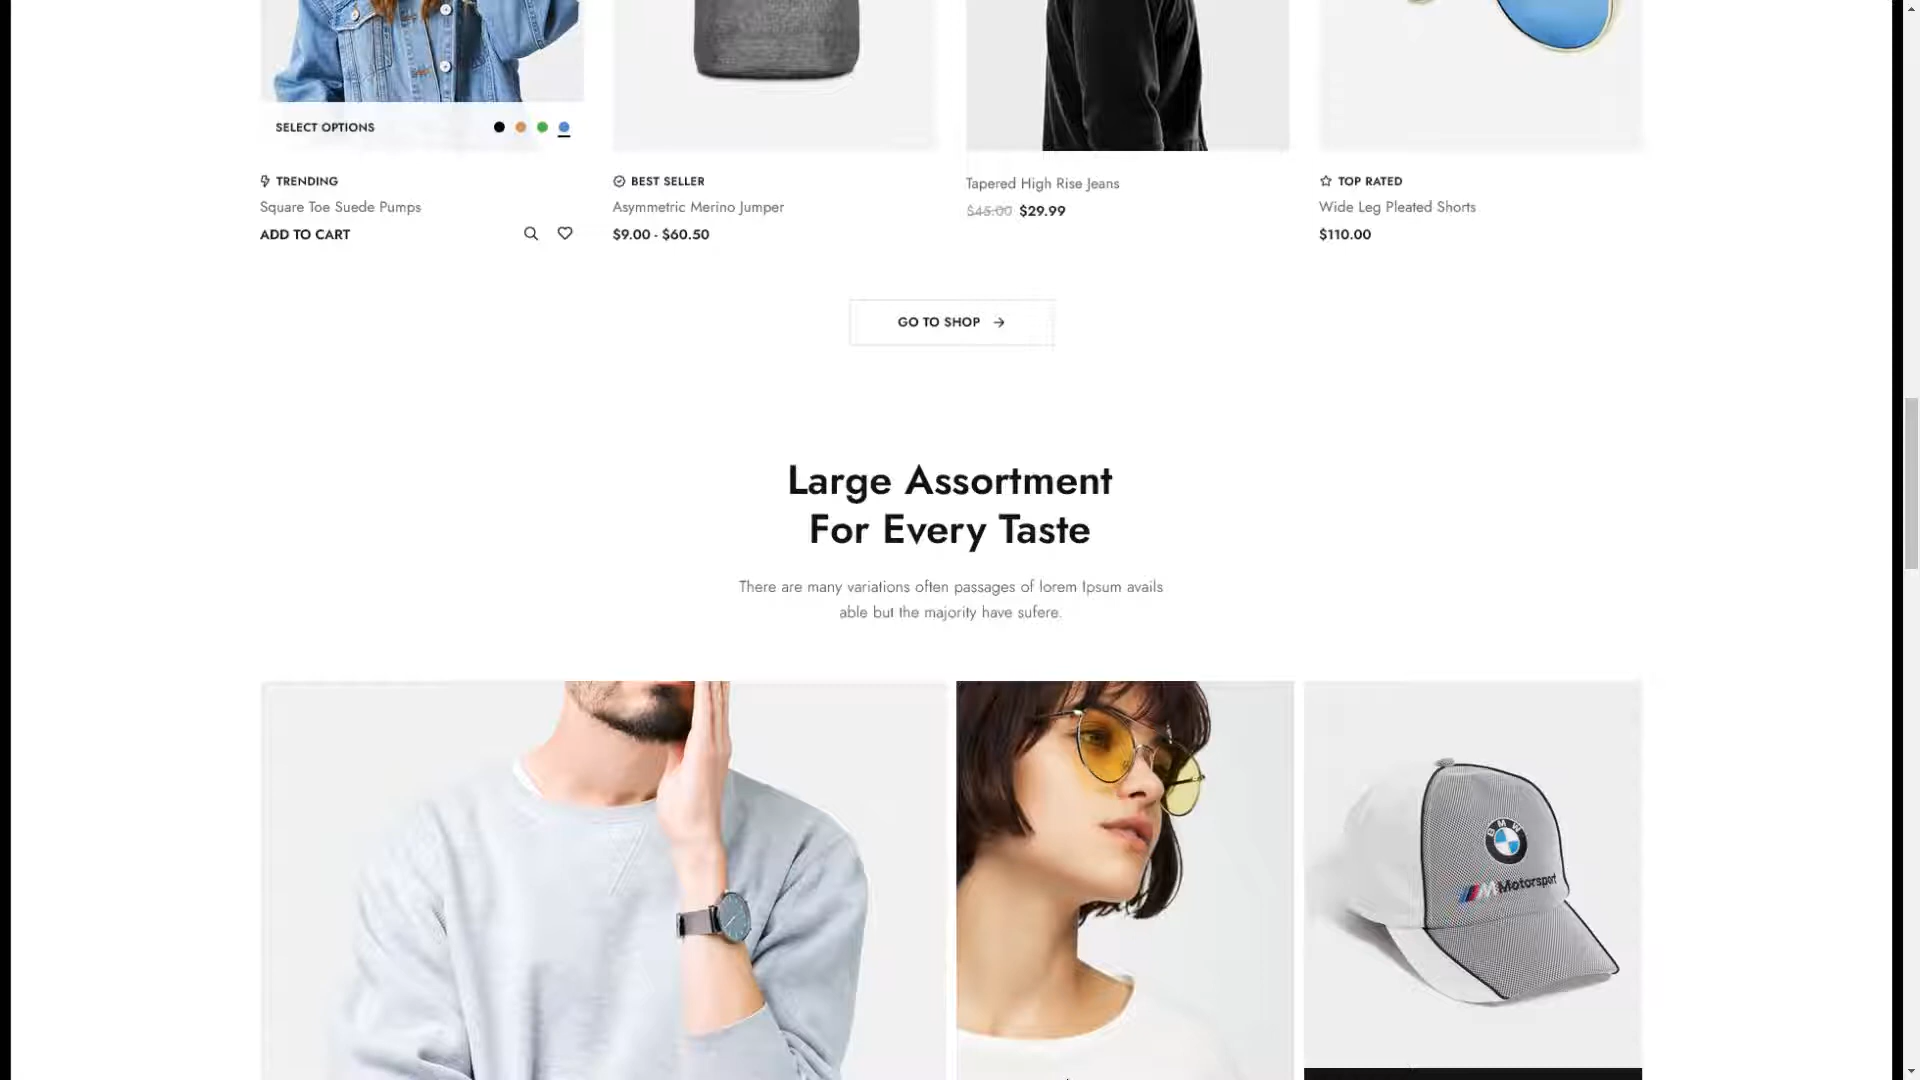 SELECT OPTIONS
TRENDING
Square Toe Suede Pumps
ADD TO CART
BEST SELLER
Asymmetric Merino Jumper
$9.00 - $60.50
Tapered High Rise Jeans
$45.00 $29.99
TOP RATED
Wide Leg Pleated Shorts
$110.00
GO TO SHOP
Large Assortment
For Every Taste
There are many variations often passages of lorem Ipsum avails
able but the majority have sufere.
BMW
M Motorsport